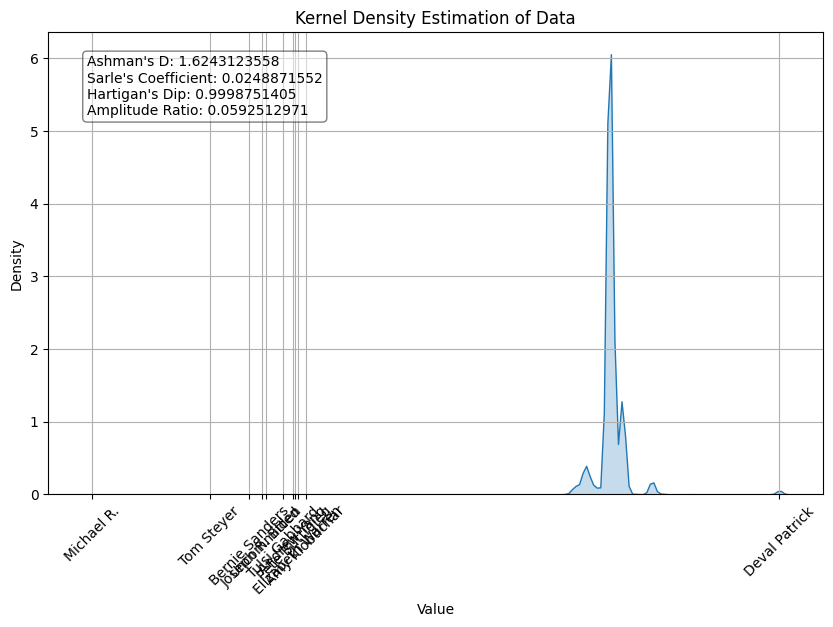 Kernel Density Estimation of Data
Ashman's D: 1.6243123558
Sarle's Coefficient: 0.0248871552
Hartigan's Dip: 0.9998751405
Amplitude Ratio: 0.0592512971
6
5
4
3
2
1
0
Density
Michael R.
Tom Steyer
Bernie Sanders
Tulsi Gabbard
Amy Klobuchar
Deval Patrick
Value